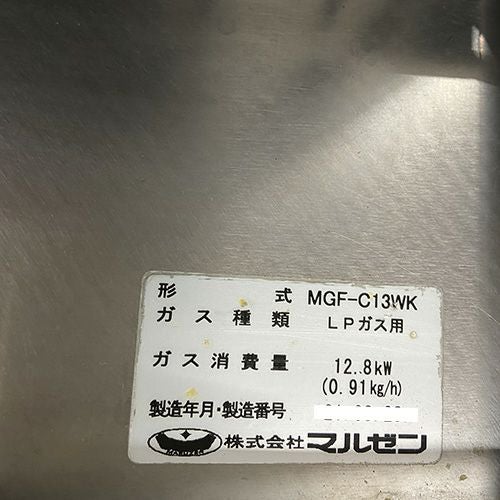 形式 MGF-C13WK
ガス種類 LPガス用
ガス消費量 12.8kW
(0.91kg/h)
製造年月・製造番号
MARUZEN 株式会社マルゼン